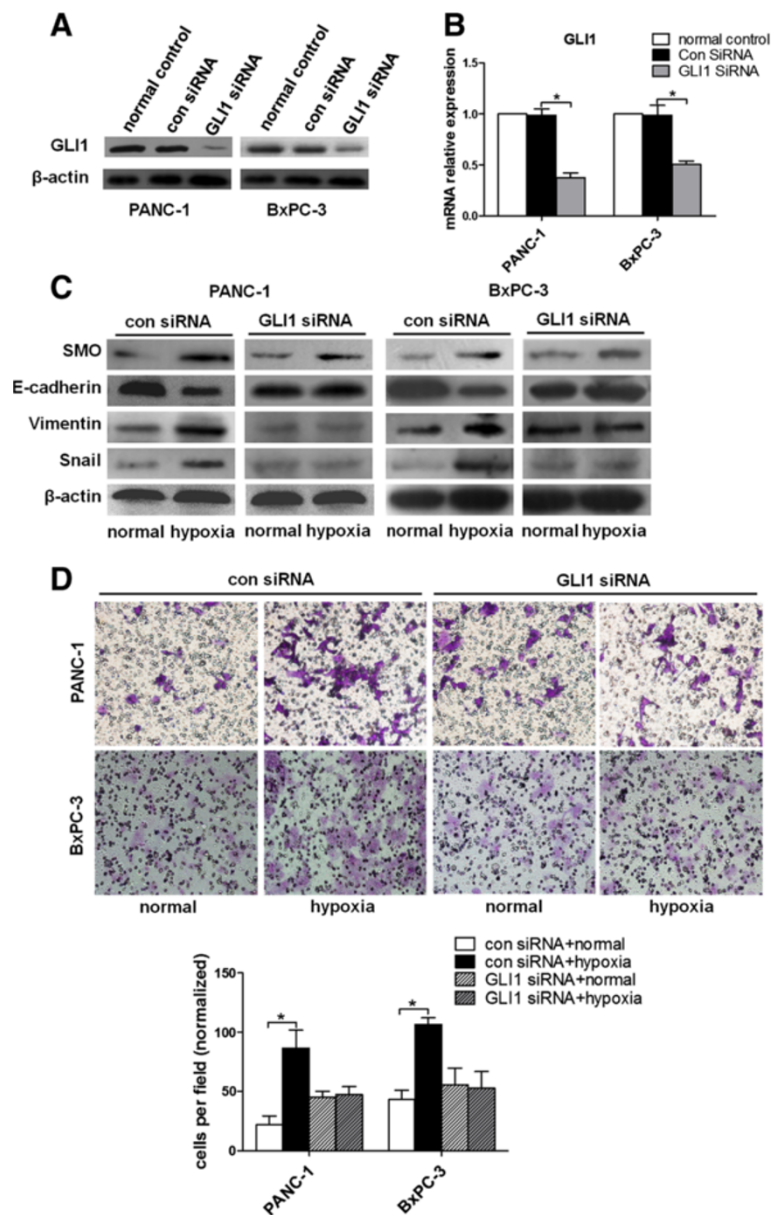 A
normal control
con siRNA
GLI1 siRNA
normal control
con siRNA
GLI1 siRNA
GLI1
β-actin
PANC-1
BxPC-3
B
GLI1
normal control
Con SiRNA
GLI1 SiRNA
mRNA relative expression
1.5
1.0
0.5
0.0
*
*
PANC-1
BxPC-3
C
PANC-1
BxPC-3
con siRNA
GLI1 siRNA
con siRNA
GLI1 siRNA
SMO
E-cadherin
Vimentin
Snail
β-actin
normal hypoxia
normal hypoxia
normal hypoxia
normal hypoxia
D
con siRNA
GLI1 siRNA
PANC-1
BxPC-3
normal
hypoxia
normal
hypoxia
con siRNA+normal
con siRNA+hypoxia
GLI1 siRNA+normal
GLI1 siRNA+hypoxia
cells per field (normalized)
150
100
50
0
*
*
PANC-1
BxPC-3